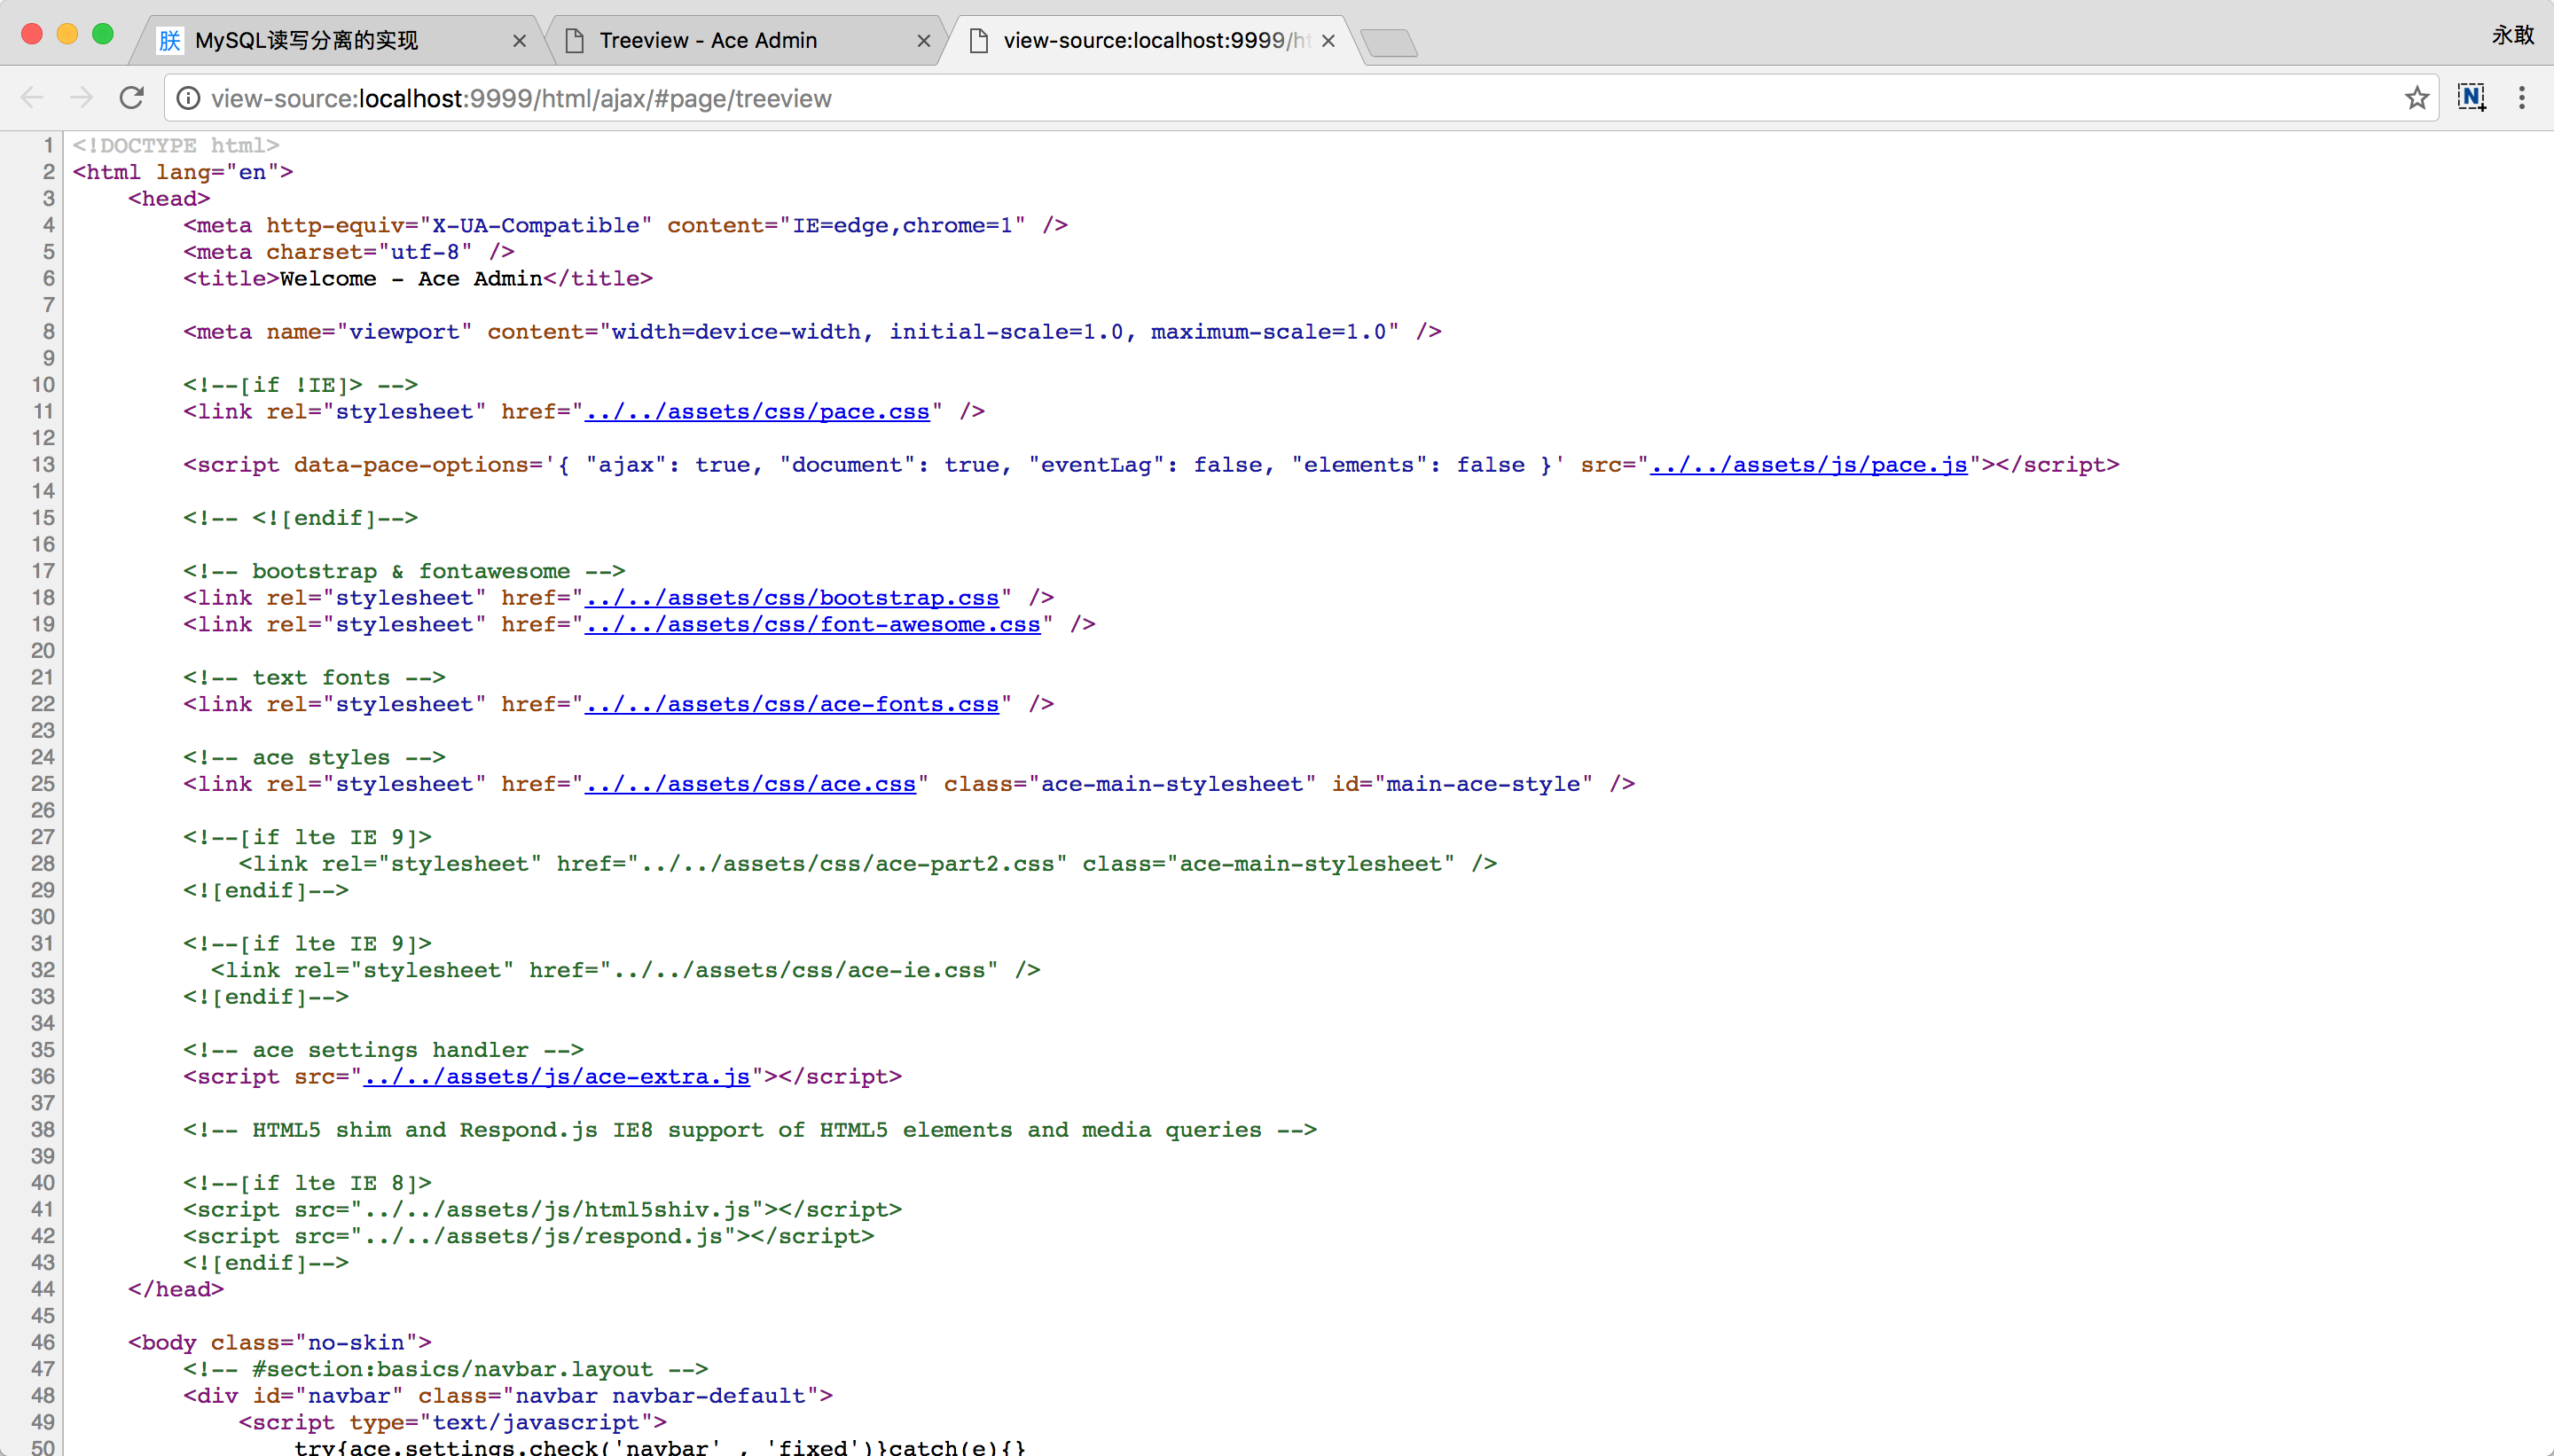 朕 MySQL读写分离的实现 Treeview - Ace Admin view-source:localhost:9999/ht 永敢
view-source:localhost:9999/html/ajax/#page/treeview N
1 <!DOCTYPE html>
2 <html lang="en">
3 <head>
4 <meta http-equiv="X-UA-Compatible" content="IE=edge,chrome=1" />
5 <meta charset="utf-8" />
6 <title>Welcome - Ace Admin</title>
7
8 <meta name="viewport" content="width=device-width, initial-scale=1.0, maximum-scale=1.0" />
9
10 <!--[if !IE]> -->
11 <link rel="stylesheet" href="../../assets/css/pace.css" />
12
13 <script data-pace-options='{ "ajax": true, "document": true, "eventLag": false, "elements": false }' src="../../assets/js/pace.js"></script>
14
15 <!-- <![endif]-->
16
17 <!-- bootstrap & fontawesome -->
18 <link rel="stylesheet" href="../../assets/css/bootstrap.css" />
19 <link rel="stylesheet" href="../../assets/css/font-awesome.css" />
20
21 <!-- text fonts -->
22 <link rel="stylesheet" href="../../assets/css/ace-fonts.css" />
23
24 <!-- ace styles -->
25 <link rel="stylesheet" href="../../assets/css/ace.css" class="ace-main-stylesheet" id="main-ace-style" />
26
27 <!--[if lte IE 9]>
28 <link rel="stylesheet" href="../../assets/css/ace-part2.css" class="ace-main-stylesheet" />
29 <![endif]-->
30
31 <!--[if lte IE 9]>
32 <link rel="stylesheet" href="../../assets/css/ace-ie.css" />
33 <![endif]-->
34
35 <!-- ace settings handler -->
36 <script src="../../assets/js/ace-extra.js"></script>
37
38 <!-- HTML5 shim and Respond.js IE8 support of HTML5 elements and media queries -->
39
40 <!--[if lte IE 8]>
41 <script src="../../assets/js/html5shiv.js"></script>
42 <script src="../../assets/js/respond.js"></script>
43 <![endif]-->
44 </head>
45
46 <body class="no-skin">
47 <!-- #section:basics/navbar.layout -->
48 <div id="navbar" class="navbar navbar-default">
49 <script type="text/javascript">
50 try{ace.settings.check('navbar' , 'fixed')}catch(e){}